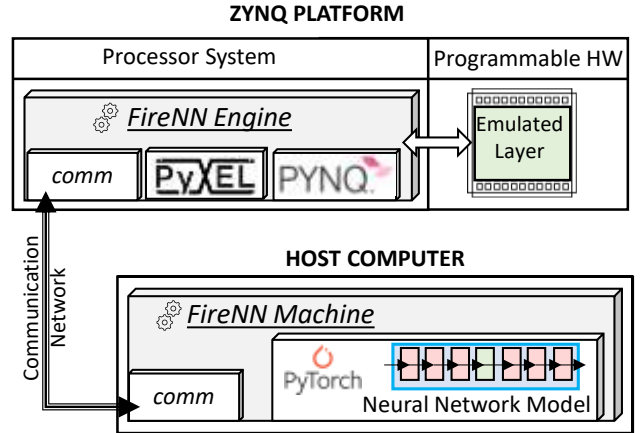 ZYNQ PLATFORM
Processor System
Programmable HW
FireNN Engine
comm
PyXEL
PYNQ
Emulated
Layer
Communication
Network
HOST COMPUTER
FireNN Machine
comm
PyTorch
Neural Network Model